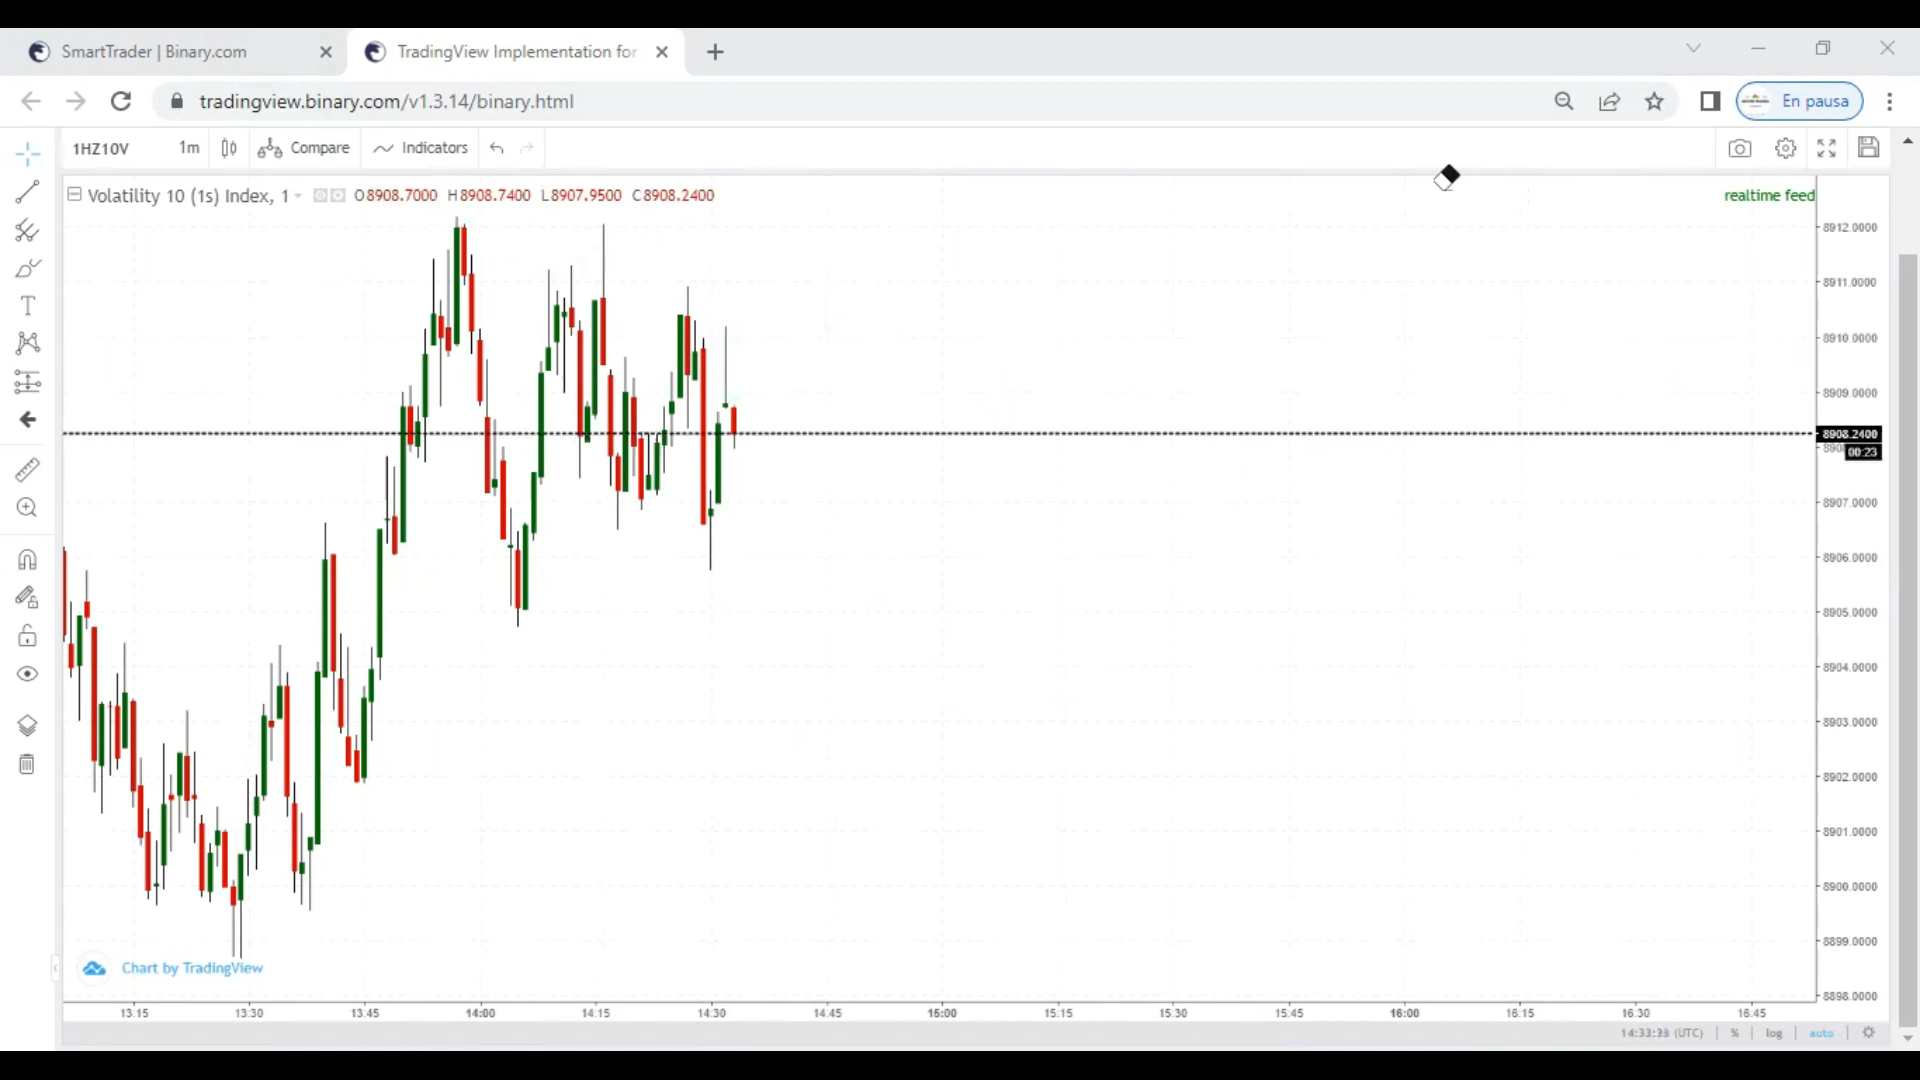 SmartTrader | Binary.com
TradingView Implementation for
tradingview.binary.com/v1.3.14/binary.html
En pausa
1HZ10V 1m Compare Indicators
Volatility 10 (1s) Index, 1 O8908.7000 H8908.7400 L8907.9500 C8908.2400
realtime feed
8912.0000
8911.0000
8910.0000
8909.0000
8908.2400
00:23
8907.0000
8906.0000
8905.0000
8904.0000
8903.0000
8902.0000
8901.0000
8900.0000
8899.0000
8898.0000
Chart by TradingView
13:15 13:30 13:45 14:00 14:15 14:30 14:45 15:00 15:15 15:30 15:45 16:00 16:15 16:30 16:45
(UTC) % log auto